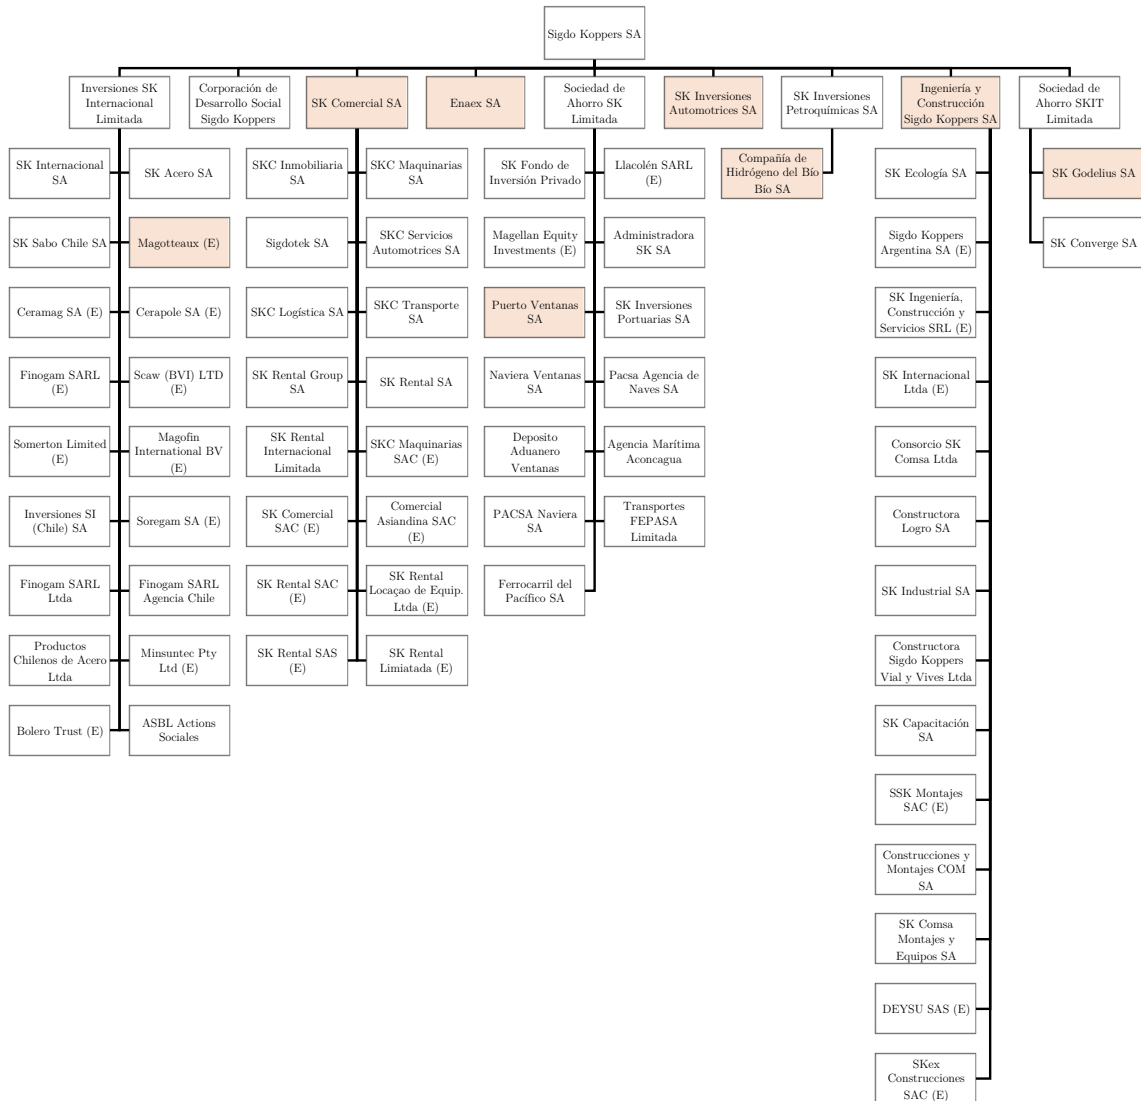 Sigdo Koppers SA
Inversiones SK
Internacional
Limitada
Corporación de
Desarrollo Social
Sigdo Koppers
SK Comercial SA
Enaex SA
Sociedad de
Ahorro SK
Limitada
SK Inversiones
Automotrices SA
SK Inversiones
Petroquímicas SA
Ingeniería y
Construcción
Sigdo Koppers SA
Sociedad de
Ahorro SKIT
Limitada
SK Internacional
SA
SK Acero SA
SK Sabo Chile SA
Magotteaux (E)
Ceramag SA (E)
Cerapole SA (E)
Finogam SARL
(E)
Scaw (BVI) LTD
(E)
Somerton Limited
(E)
Magofin
International BV
(E)
Inversiones SI
(Chile) SA
Soregam SA (E)
Finogam SARL
Ltda
Finogam SARL
Agencia Chile
Productos
Chilenos de Acero
Ltda
Minsuntec Pty
Ltd (E)
Bolero Trust (E)
ASBL Actions
Sociales
SKC Inmobiliaria
SA
SKC Maquinarias
SA
Sigdotek SA
SKC Servicios
Automotrices SA
SKC Logística SA
SKC Transporte
SA
SK Rental Group
SA
SK Rental SA
SK Rental
Internacional
Limitada
SKC Maquinarias
SAC (E)
SK Comercial
SAC (E)
Comercial
Asiandina SAC
(E)
SK Rental SAC
(E)
SK Rental
Locaçao de Equip.
Ltda (E)
SK Rental SAS
(E)
SK Rental
Limiatada (E)
SK Fondo de
Inversión Privado
Llacolén SARL
(E)
Magellan Equity
Investments (E)
Administradora
SK SA
Puerto Ventanas
SA
SK Inversiones
Portuarias SA
Naviera Ventanas
SA
Pacsa Agencia de
Naves SA
Deposito
Aduanero
Ventanas
Agencia Marítima
Aconcagua
PACSA Naviera
SA
Transportes
FEPASA
Limitada
Ferrocarril del
Pacífico SA
Compañía de
Hidrógeno del Bío
Bío SA
SK Ecología SA
Sigdo Koppers
Argentina SA (E)
SK Ingeniería,
Construcción y
Servicios SRL (E)
SK Internacional
Ltda (E)
Consorcio SK
Comsa Ltda
Constructora
Logro SA
SK Industrial SA
Constructora
Sigdo Koppers
Vial y Vives Ltda
SK Capacitación
SA
SSK Montajes
SAC (E)
Construcciones y
Montajes COM
SA
SK Comsa
Montajes y
Equipos SA
DEYSU SAS (E)
SKex
Construcciones
SAC (E)
SK Godelius SA
SK Converge SA